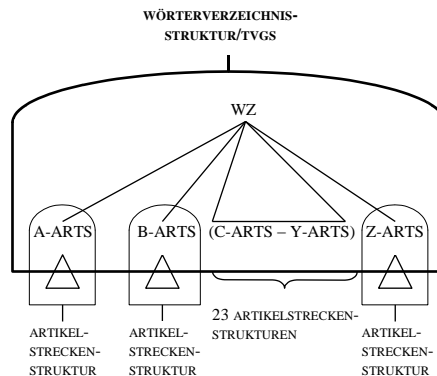 WÖRTERVERZEICHNIS-
STRUKTUR/TVGS
WZ
A-ARTS B-ARTS (C-ARTS – Y-ARTS) Z-ARTS
23 ARTIKELSTRECKEN-
STRUKTUREN
ARTIKEL-
STRECKEN-
STRUKTUR
ARTIKEL-
STRECKEN-
STRUKTUR
ARTIKEL-
STRECKEN-
STRUKTUR